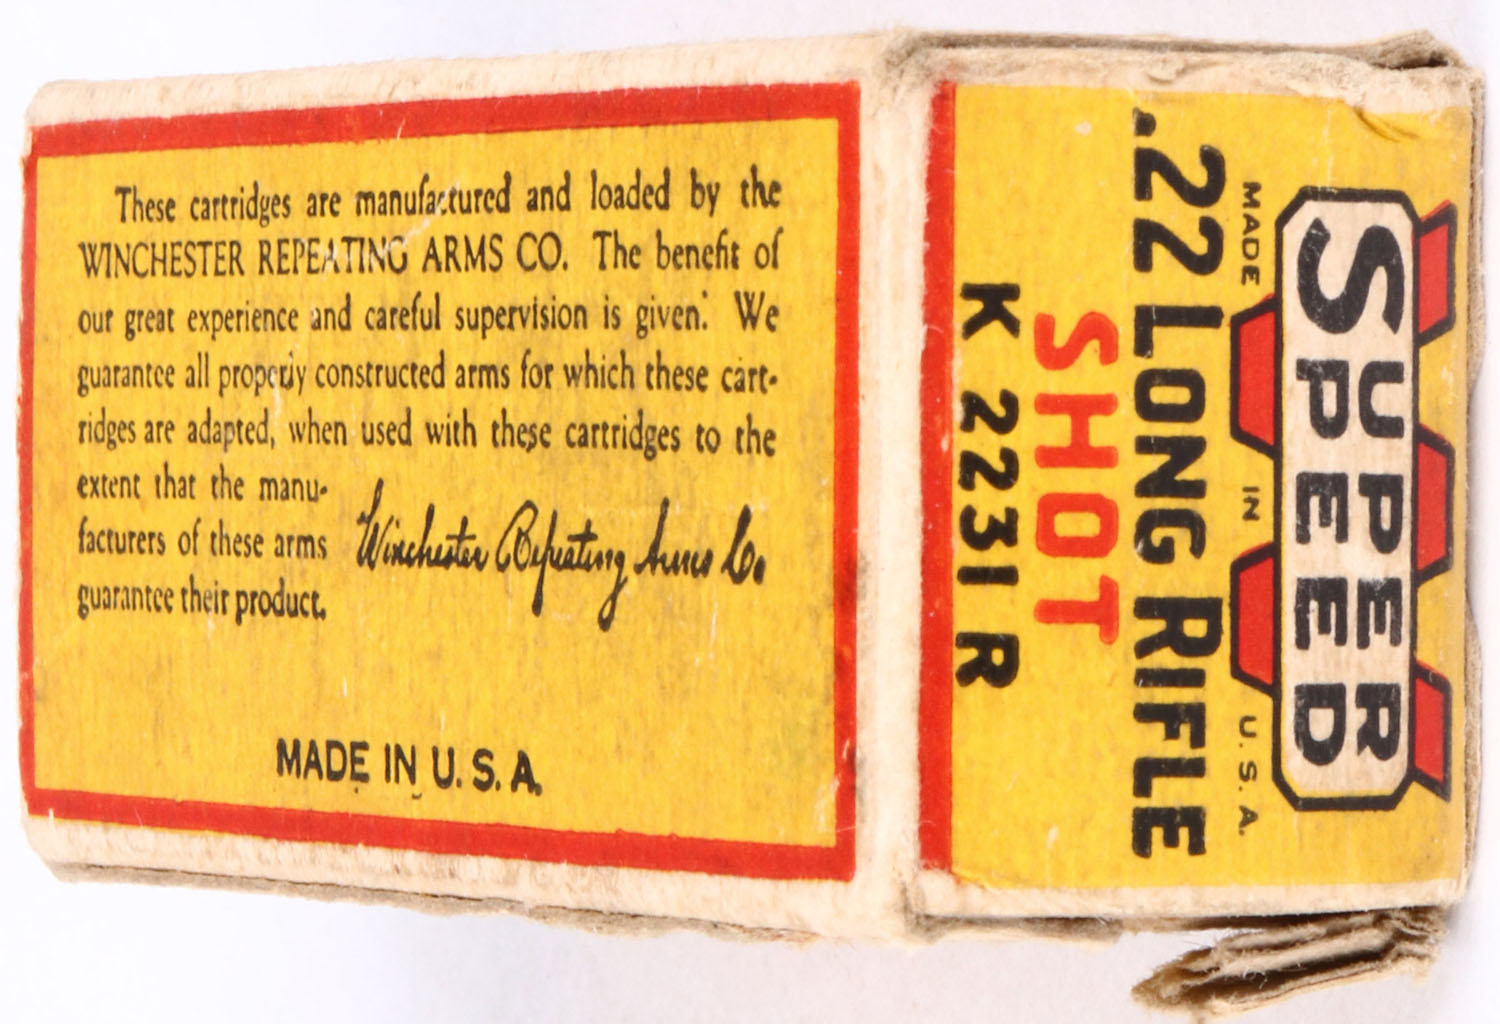 These cartridges are manufactured and loaded by the
WINCHESTER REPEATING ARMS CO. The benefit of
our great experience and careful supervision is given. We
guarantee all properly constructed arms for which these cart-
ridges are adapted, when used with these cartridges to the
extent that the manu-
facturers of these arms
guarantee their product.
Winchester Repeating Arms Co.
MADE IN U. S. A.
SUPER
SPEED
MADE IN U. S. A.
.22 LONG RIFLE
SHOT
K 2231 R